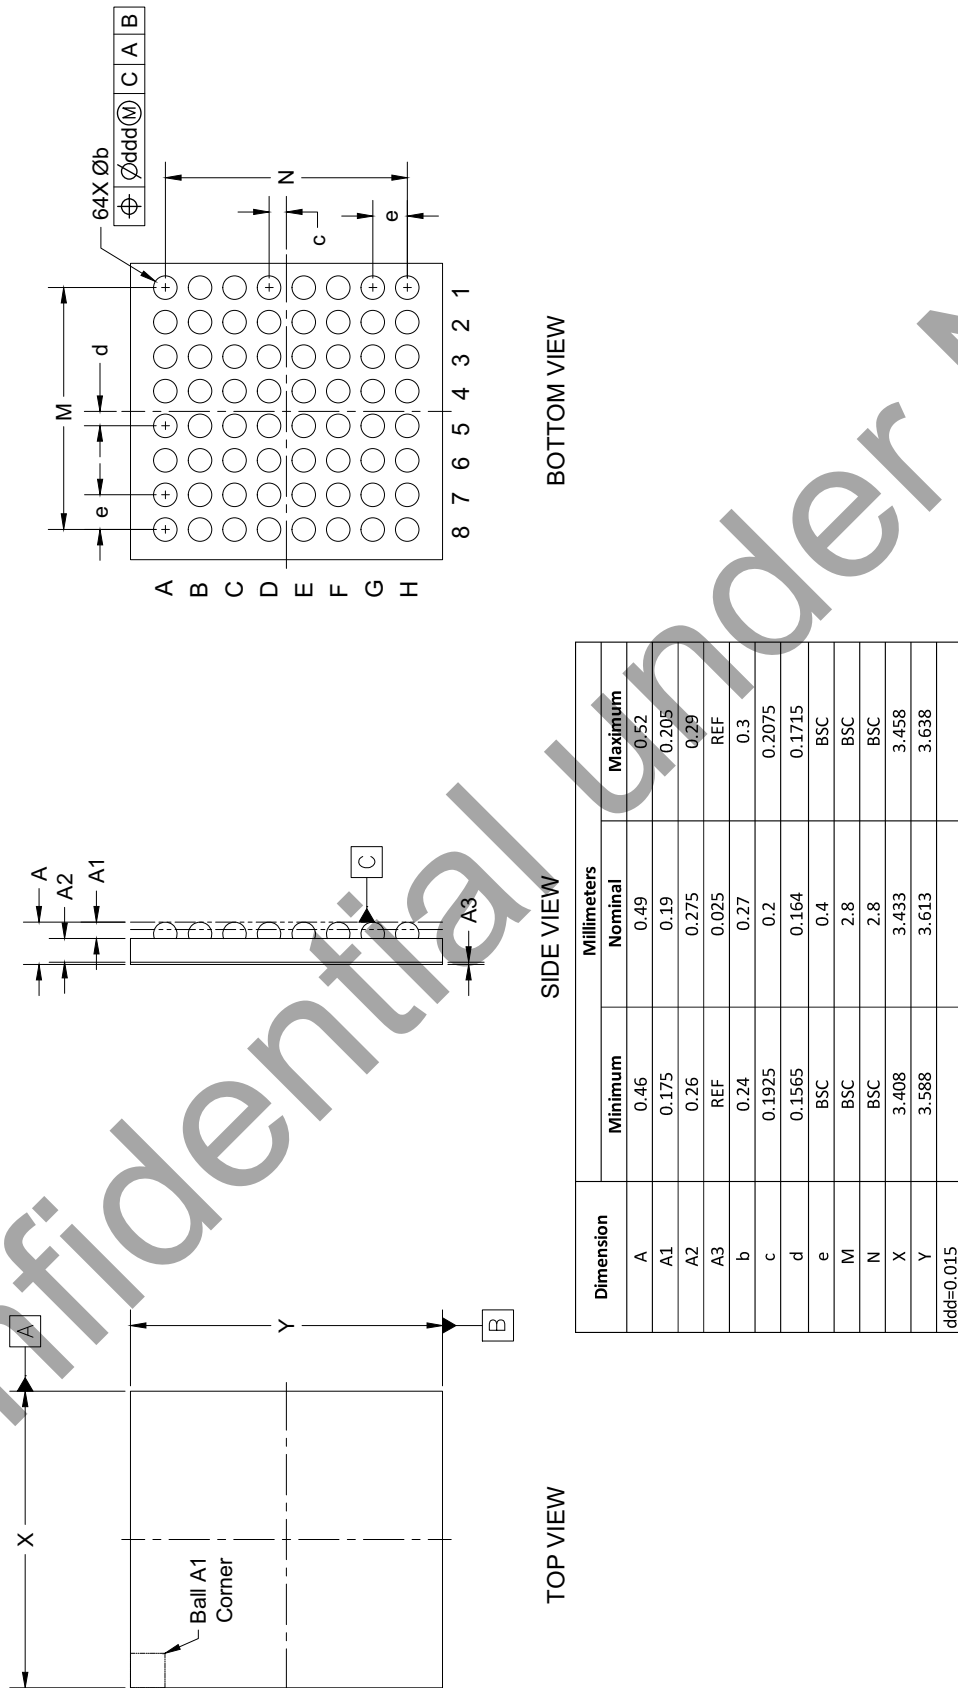 X
A
Y
B
Ball A1
Corner
TOP VIEW
A
A2
A1
C
A3
SIDE VIEW
64X Øb
⌖ Ødddⓜ C A B
M
d
e
N
c
e
A
B
C
D
E
F
G
H
8 7 6 5 4 3 2 1
BOTTOM VIEW
Dimension Millimeters
Minimum Nominal Maximum
A 0.46 0.49 0.52
A1 0.175 0.19 0.205
A2 0.26 0.275 0.29
A3 REF 0.025 REF
b 0.24 0.27 0.3
c 0.1925 0.2 0.2075
d 0.1565 0.164 0.1715
e BSC 0.4 BSC
M BSC 2.8 BSC
N BSC 2.8 BSC
X 3.408 3.433 3.458
Y 3.588 3.613 3.638
ddd=0.015
nfidential under